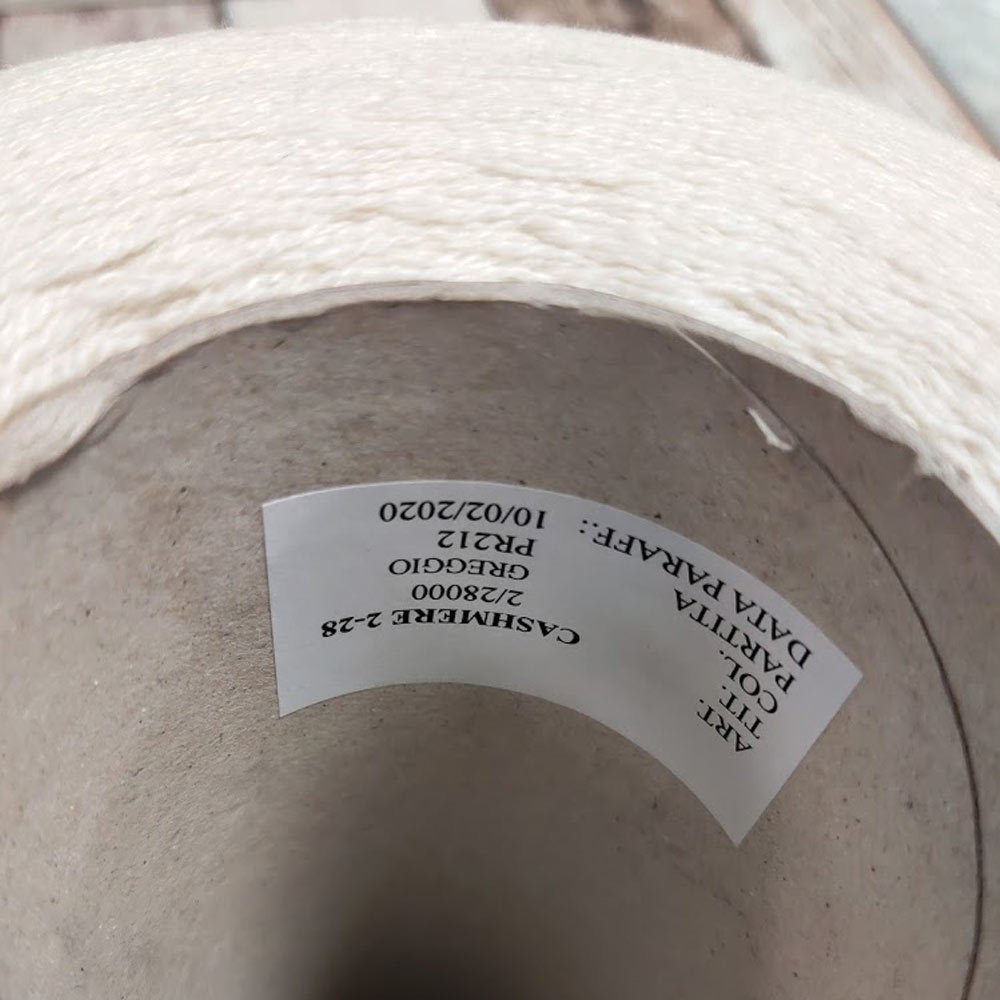 ART. CASHMERE 2-28
TIT. 2/28000
COL. GREGGIO
PARTITA PR212
DATA PARAFF.: 10/02/2020